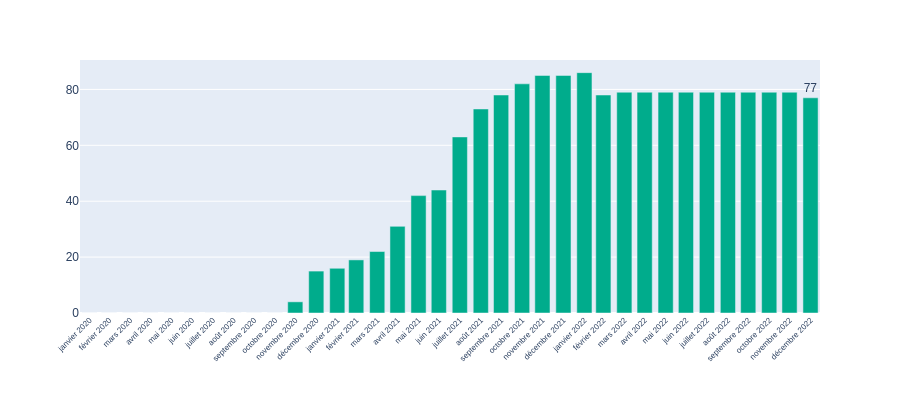 80
60
40
20
0
77
janvier 2020
février 2020
mars 2020
avril 2020
mai 2020
juin 2020
juillet 2020
août 2020
septembre 2020
octobre 2020
novembre 2020
décembre 2020
janvier 2021
février 2021
mars 2021
avril 2021
mai 2021
juin 2021
juillet 2021
août 2021
septembre 2021
octobre 2021
novembre 2021
décembre 2021
janvier 2022
février 2022
mars 2022
avril 2022
mai 2022
juin 2022
juillet 2022
août 2022
septembre 2022
octobre 2022
novembre 2022
décembre 2022